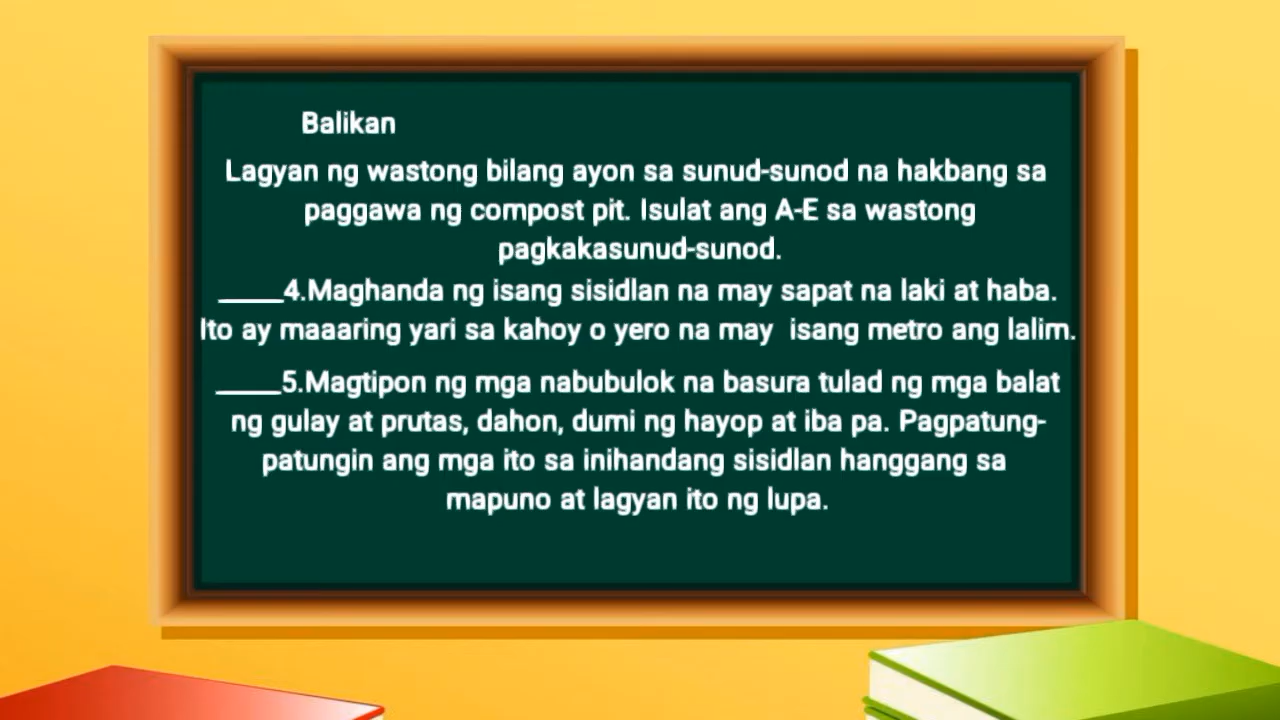 Balikan
Lagyan ng wastong bilang ayon sa sunud-sunod na hakbang sa
paggawa ng compost pit. Isulat ang A-E sa wastong
pagkakasunud-sunod.
_____4.Maghanda ng isang sisidlan na may sapat na laki at haba.
Ito ay maaaring yari sa kahoy o yero na may isang metro ang lalim.
_____5.Magtipon ng mga nabubulok na basura tulad ng mga balat
ng gulay at prutas, dahon, dumi ng hayop at iba pa. Pagpatung-
patungin ang mga ito sa inihandang sisidlan hanggang sa
mapuno at lagyan ito ng lupa.